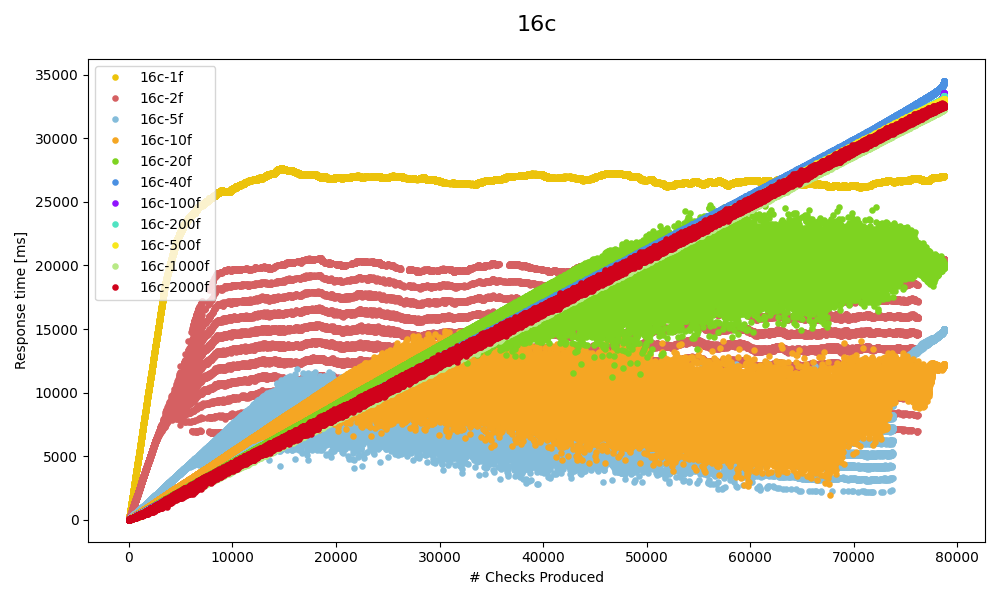 16c
35000
30000
25000
20000
15000
10000
5000
0
Response time [ms]
16c-1f
16c-2f
16c-5f
16c-10f
16c-20f
16c-40f
16c-100f
16c-200f
16c-500f
16c-1000f
16c-2000f
0 10000 20000 30000 40000 50000 60000 70000 80000
# Checks Produced